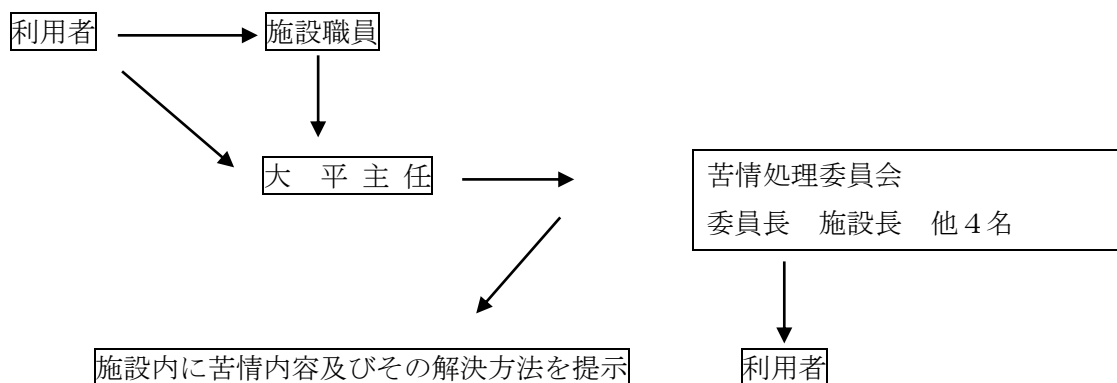 利用者　施設職員
大　平 主 任
苦情処理委員会
委員長　施設長　他４名
施設内に苦情内容及びその解決方法を提示　利用者